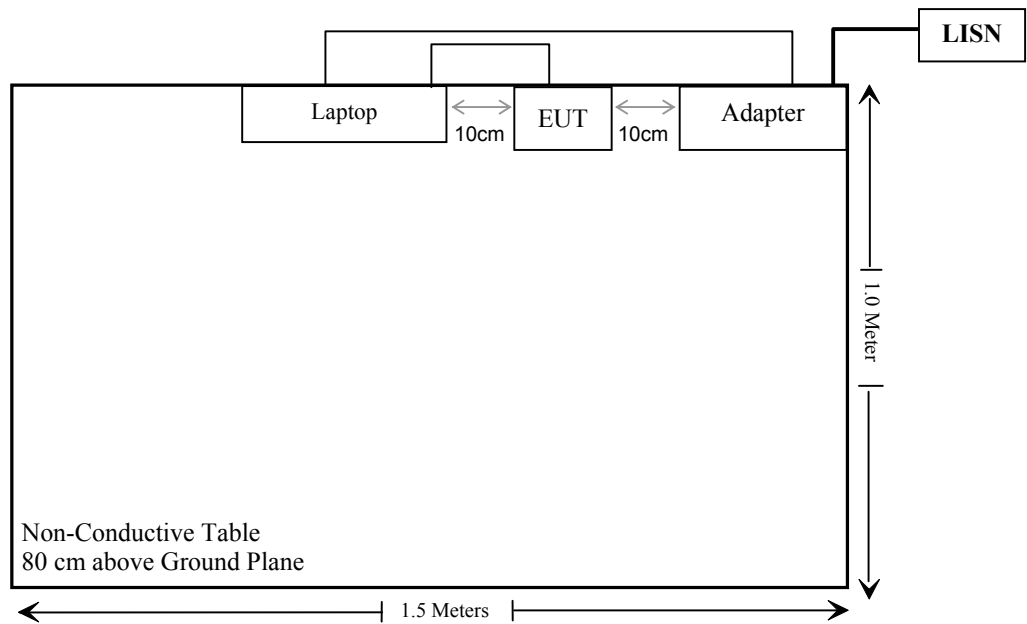 LISN
Laptop
10cm
EUT
10cm
Adapter
1.0 Meter
Non-Conductive Table
80 cm above Ground Plane
1.5 Meters